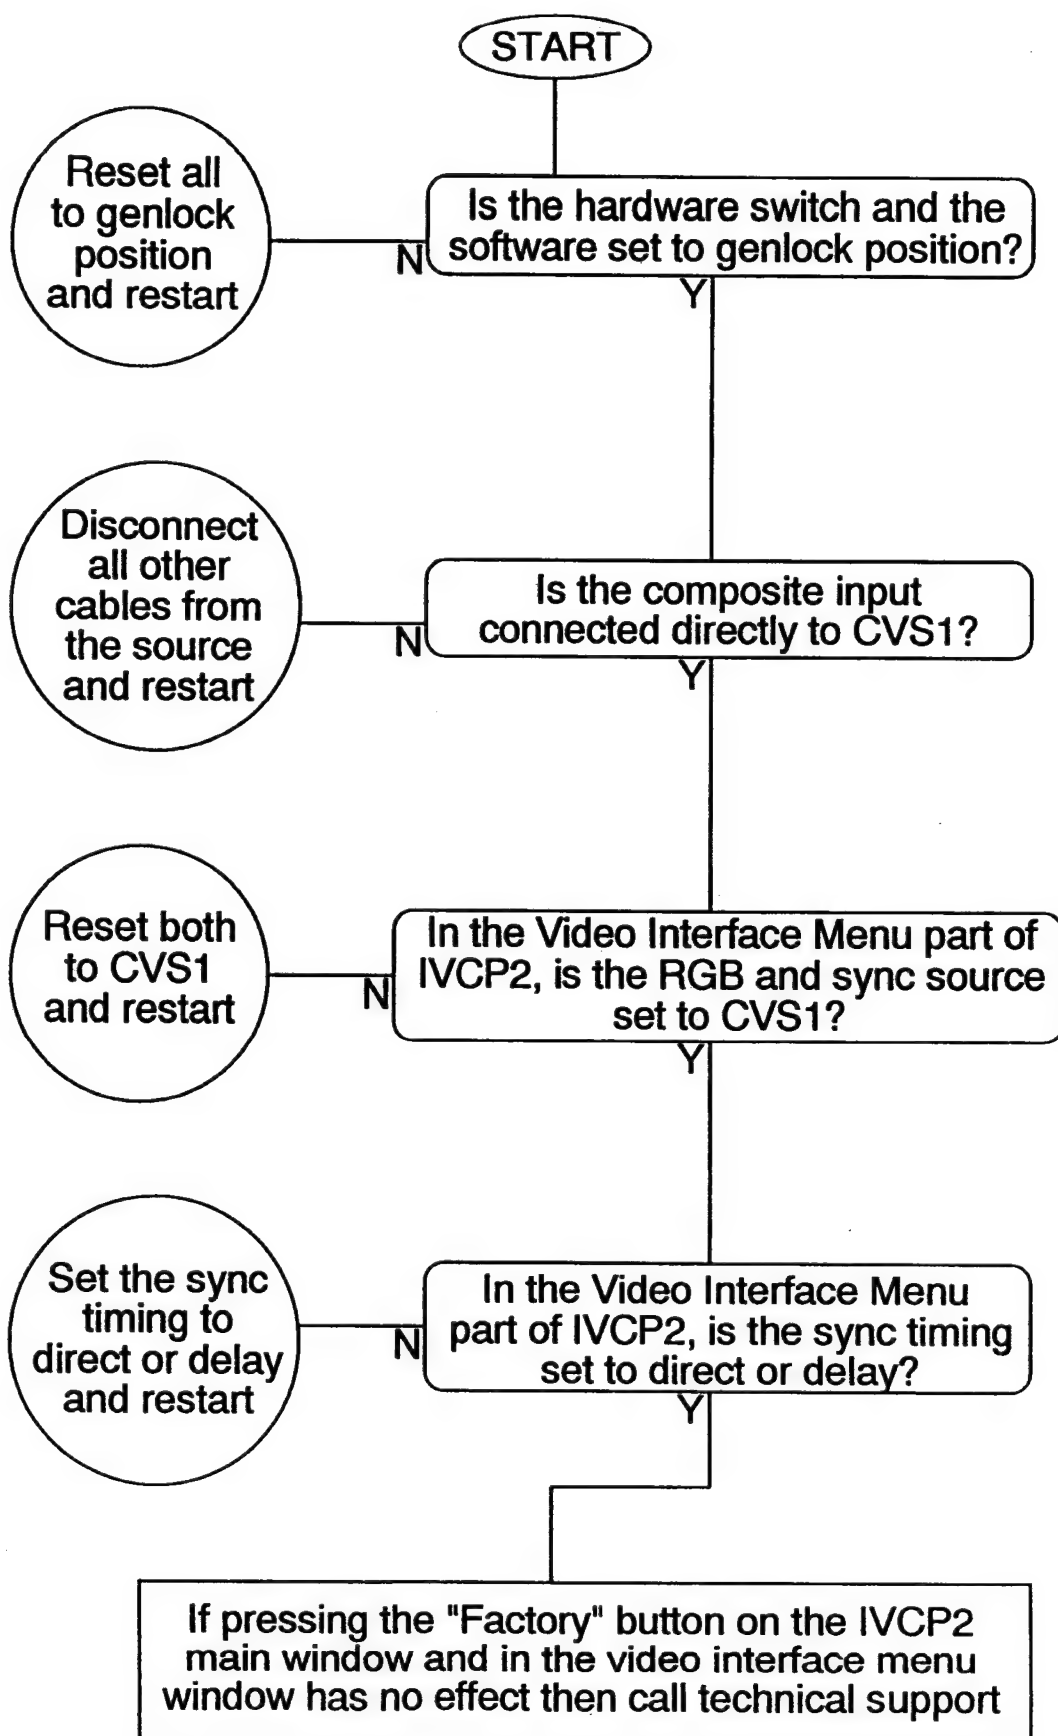 START
Reset all
to genlock
position
and restart
N
Is the hardware switch and the
software set to genlock position?
Y
Disconnect
all other
cables from
the source
and restart
N
Is the composite input
connected directly to CVS1?
Y
Reset both
to CVS1
and restart
N
In the Video Interface Menu part of
IVCP2, is the RGB and sync source
set to CVS1?
Y
Set the sync
timing to
direct or delay
and restart
N
In the Video Interface Menu
part of IVCP2, is the sync timing
set to direct or delay?
Y
If pressing the "Factory" button on the IVCP2
main window and in the video interface menu
window has no effect then call technical support